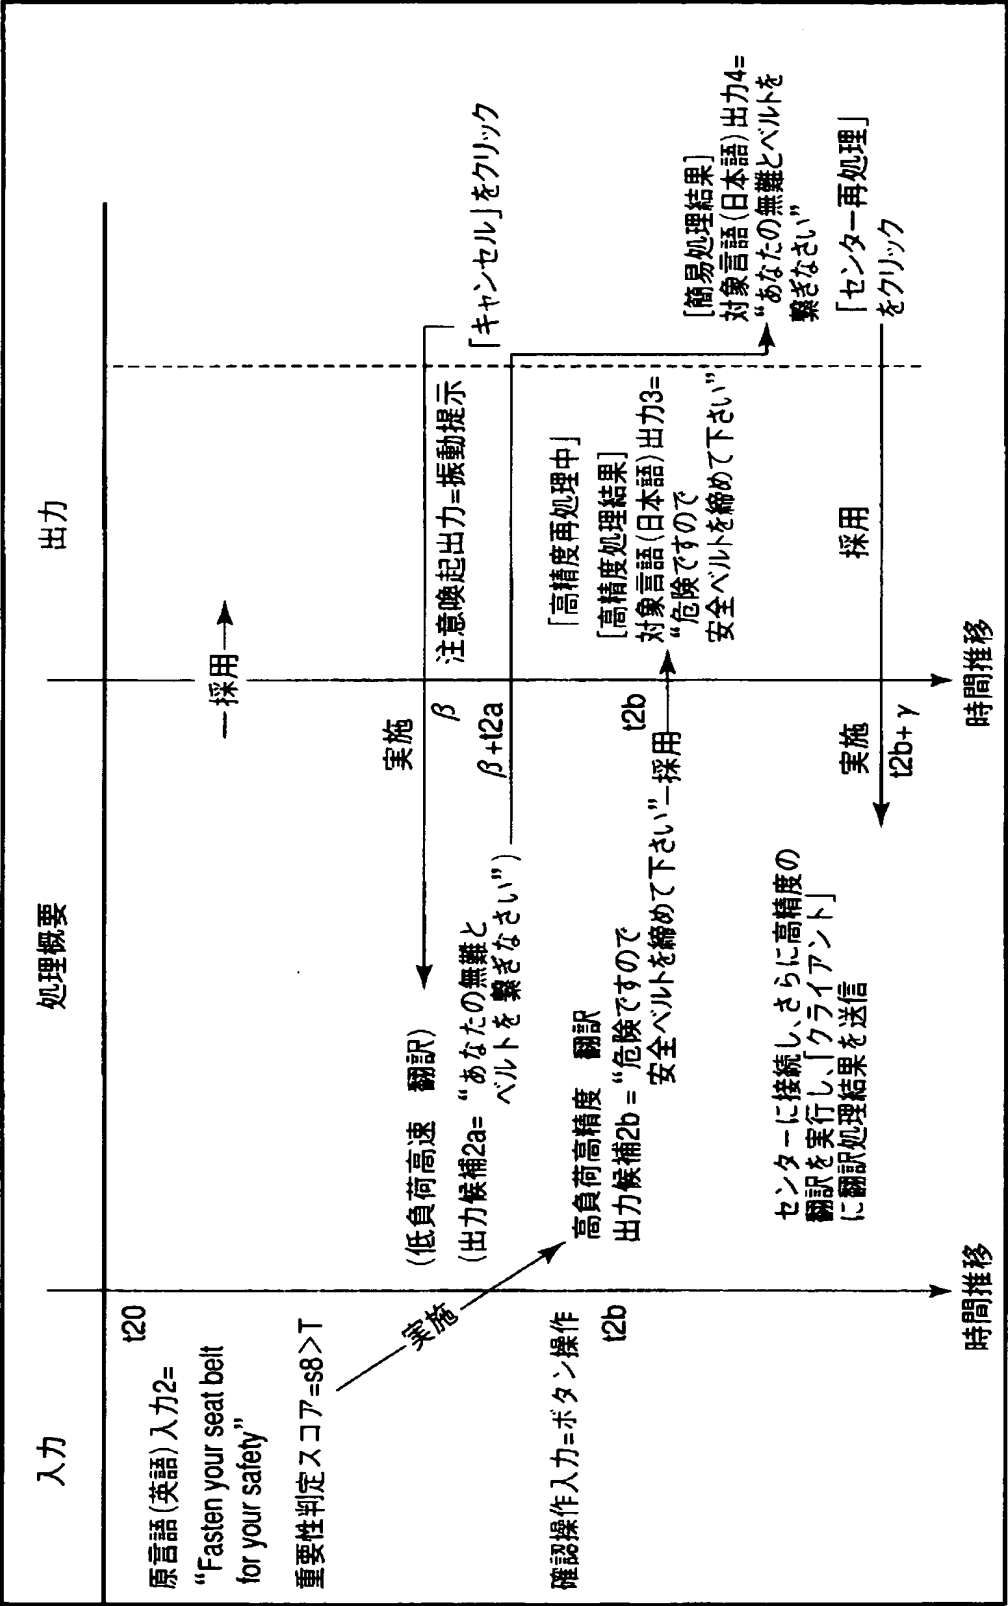 入力
処理概要
出力
t20
原言語(英語)入力2=
“Fasten your seat belt
for your safety”
重要性判定スコア=s8>T
実施
確認操作入力=ボタン操作
t2b
時間推移
(低負荷高速 翻訳)
(出力候補2a= “あなたの無難と
ベルトを繋ぎなさい”)
高負荷高精度 翻訳
出力候補2b = “危険ですので
安全ベルトを締めて下さい”
センターに接続し、さらに高精度の
翻訳を実行し、「クライアント」
に翻訳処理結果を送信
採用
実施
β
β+t2a
t2b
採用
実施
t2b+γ
時間推移
注意喚起出力=振動提示
「高精度再処理中」
[高精度処理結果]
対象言語(日本語)出力3=
“危険ですので
安全ベルトを締めて下さい”
採用
「キャンセル」をクリック
[簡易処理結果]
対象言語(日本語)出力4=
“あなたの無難とベルトを
繋ぎなさい”
「センター再処理」
をクリック